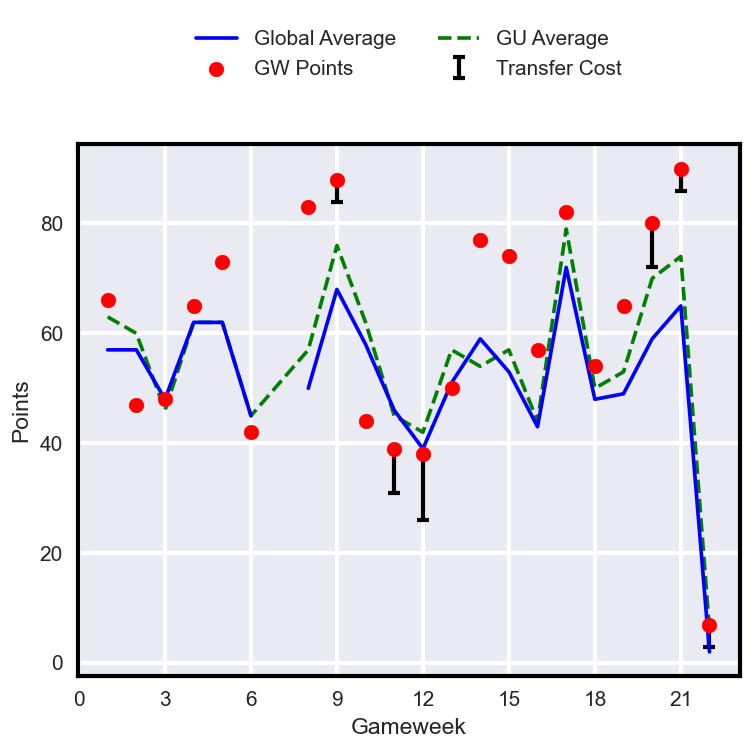 Global Average GU Average
GW Points Transfer Cost
80
60
40
20
0
Points
0 3 6 9 12 15 18 21
Gameweek